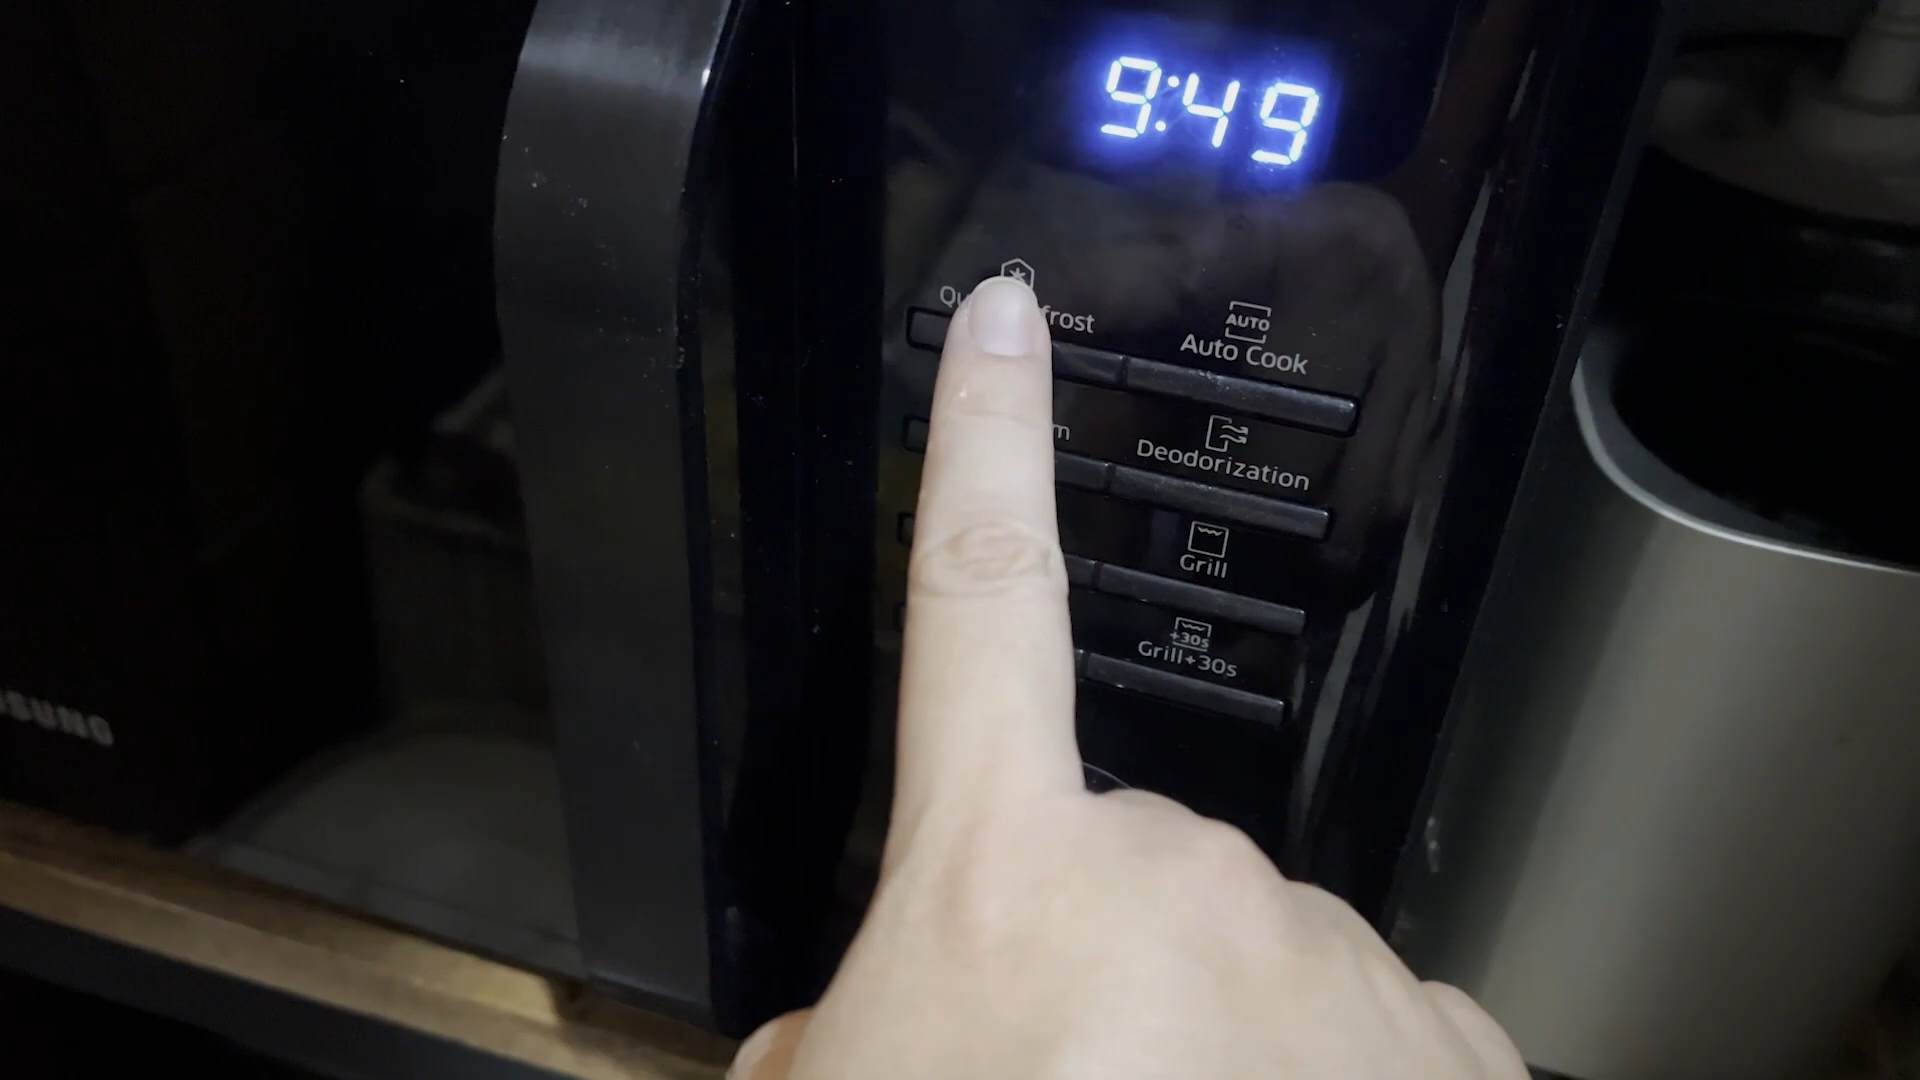 9:49
AUTO
Auto Cook
Deodorization
Grill
+30s
Grill+30s